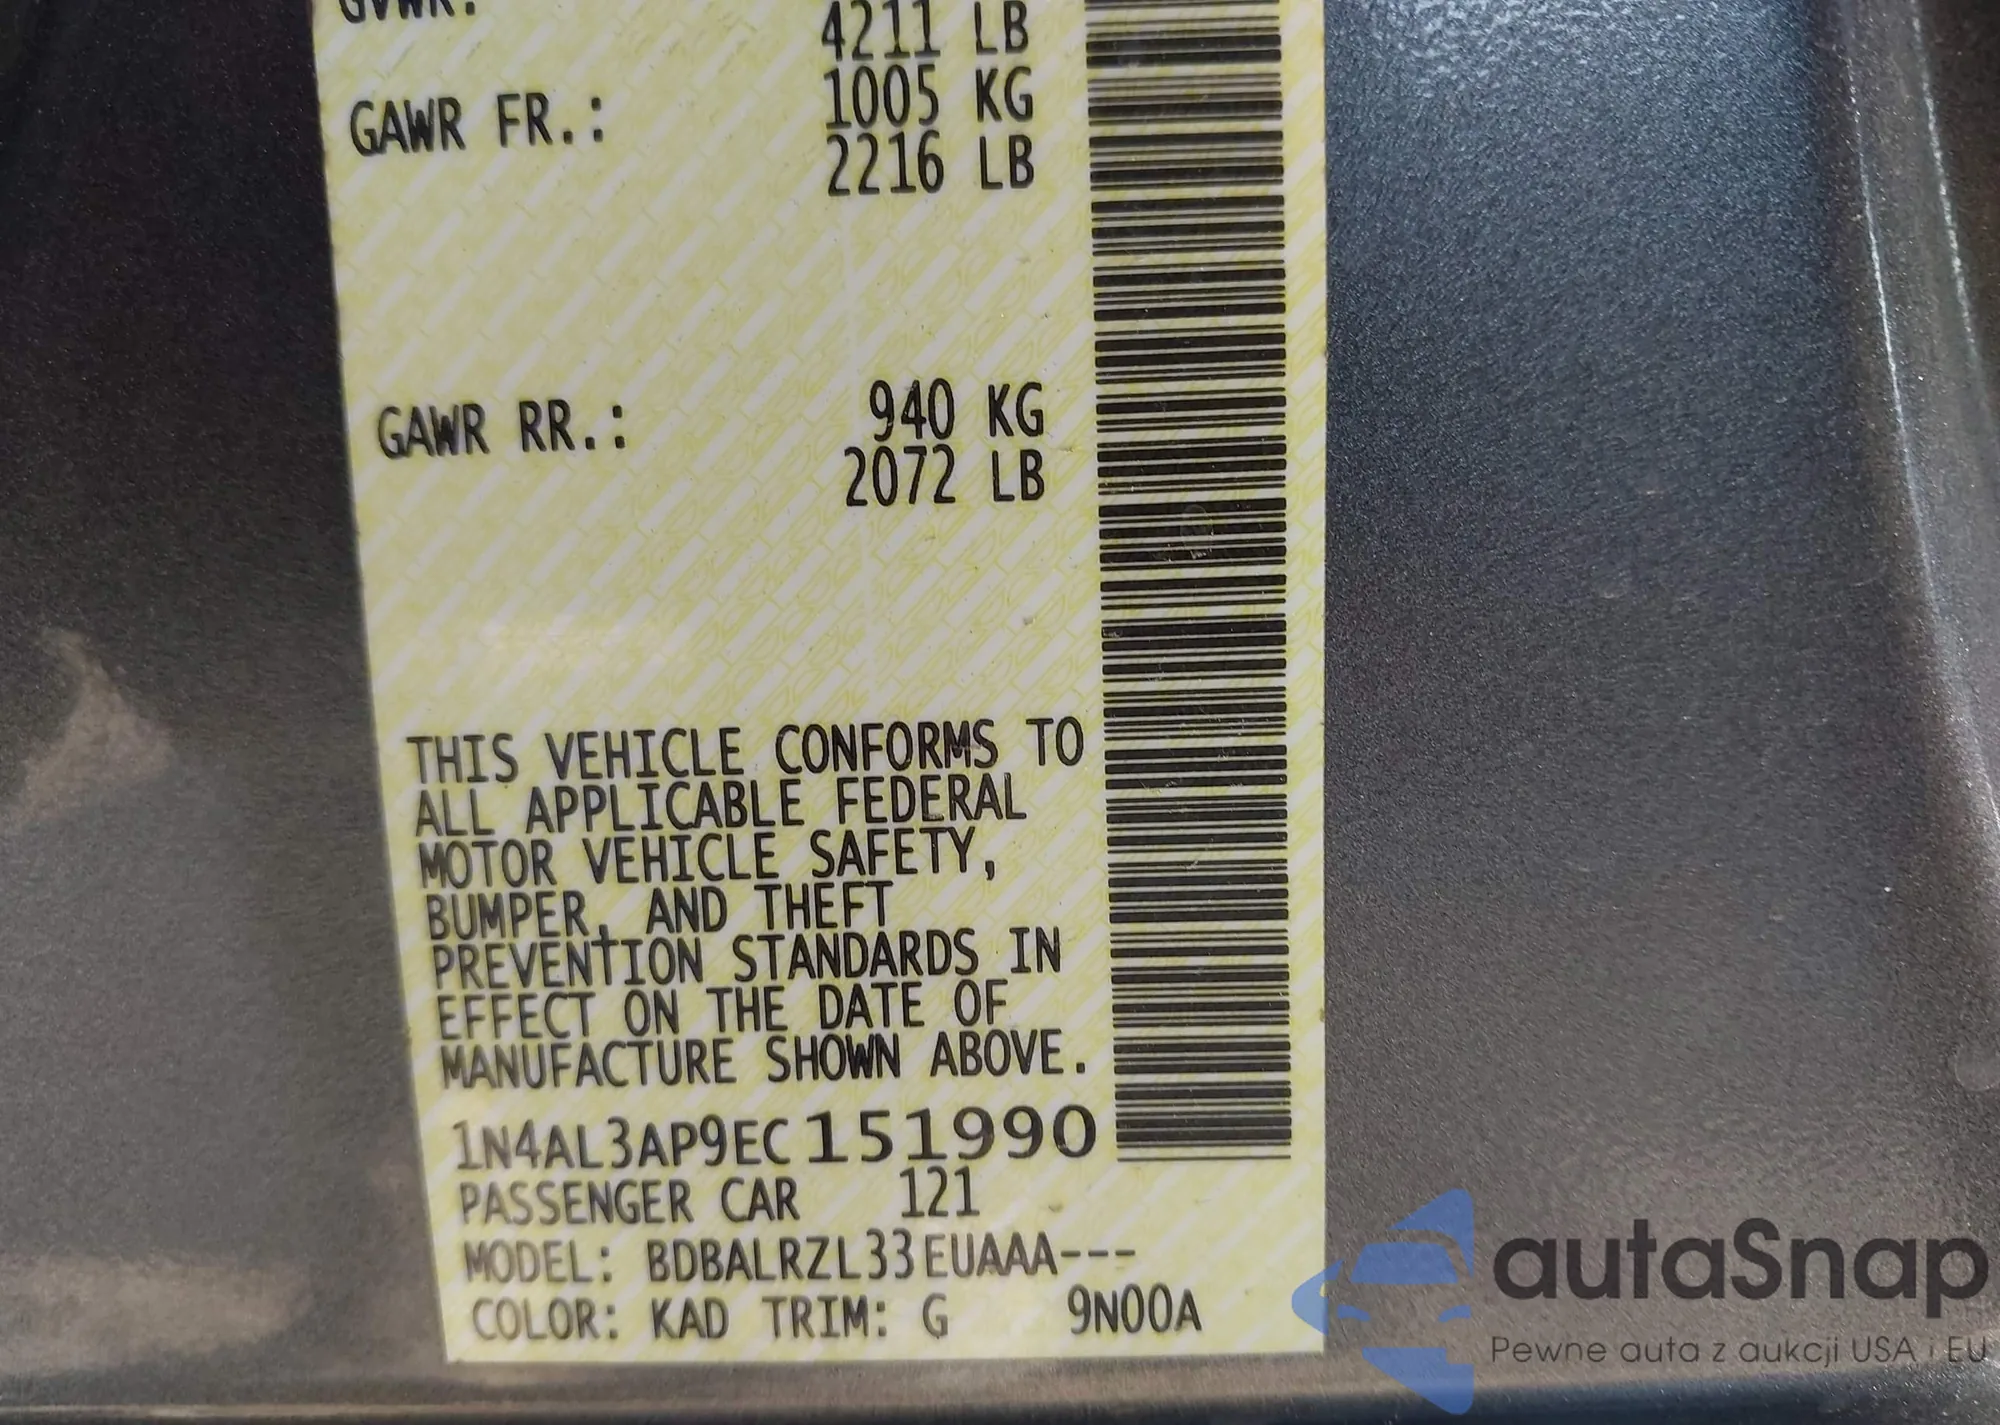 GVWR:
4211 LB
GAWR FR.: 1005 KG
2216 LB
GAWR RR.: 940 KG
2072 LB
THIS VEHICLE CONFORMS TO
ALL APPLICABLE FEDERAL
MOTOR VEHICLE SAFETY,
BUMPER, AND THEFT
PREVENTION STANDARDS IN
EFFECT ON THE DATE OF
MANUFACTURE SHOWN ABOVE.
1N4AL3AP9EC151990
PASSENGER CAR 121
MODEL: BDBALRZL33EUAAA---
COLOR: KAD TRIM: G 9N00A
autaSnap
Pewne auta z aukcji USA i EU